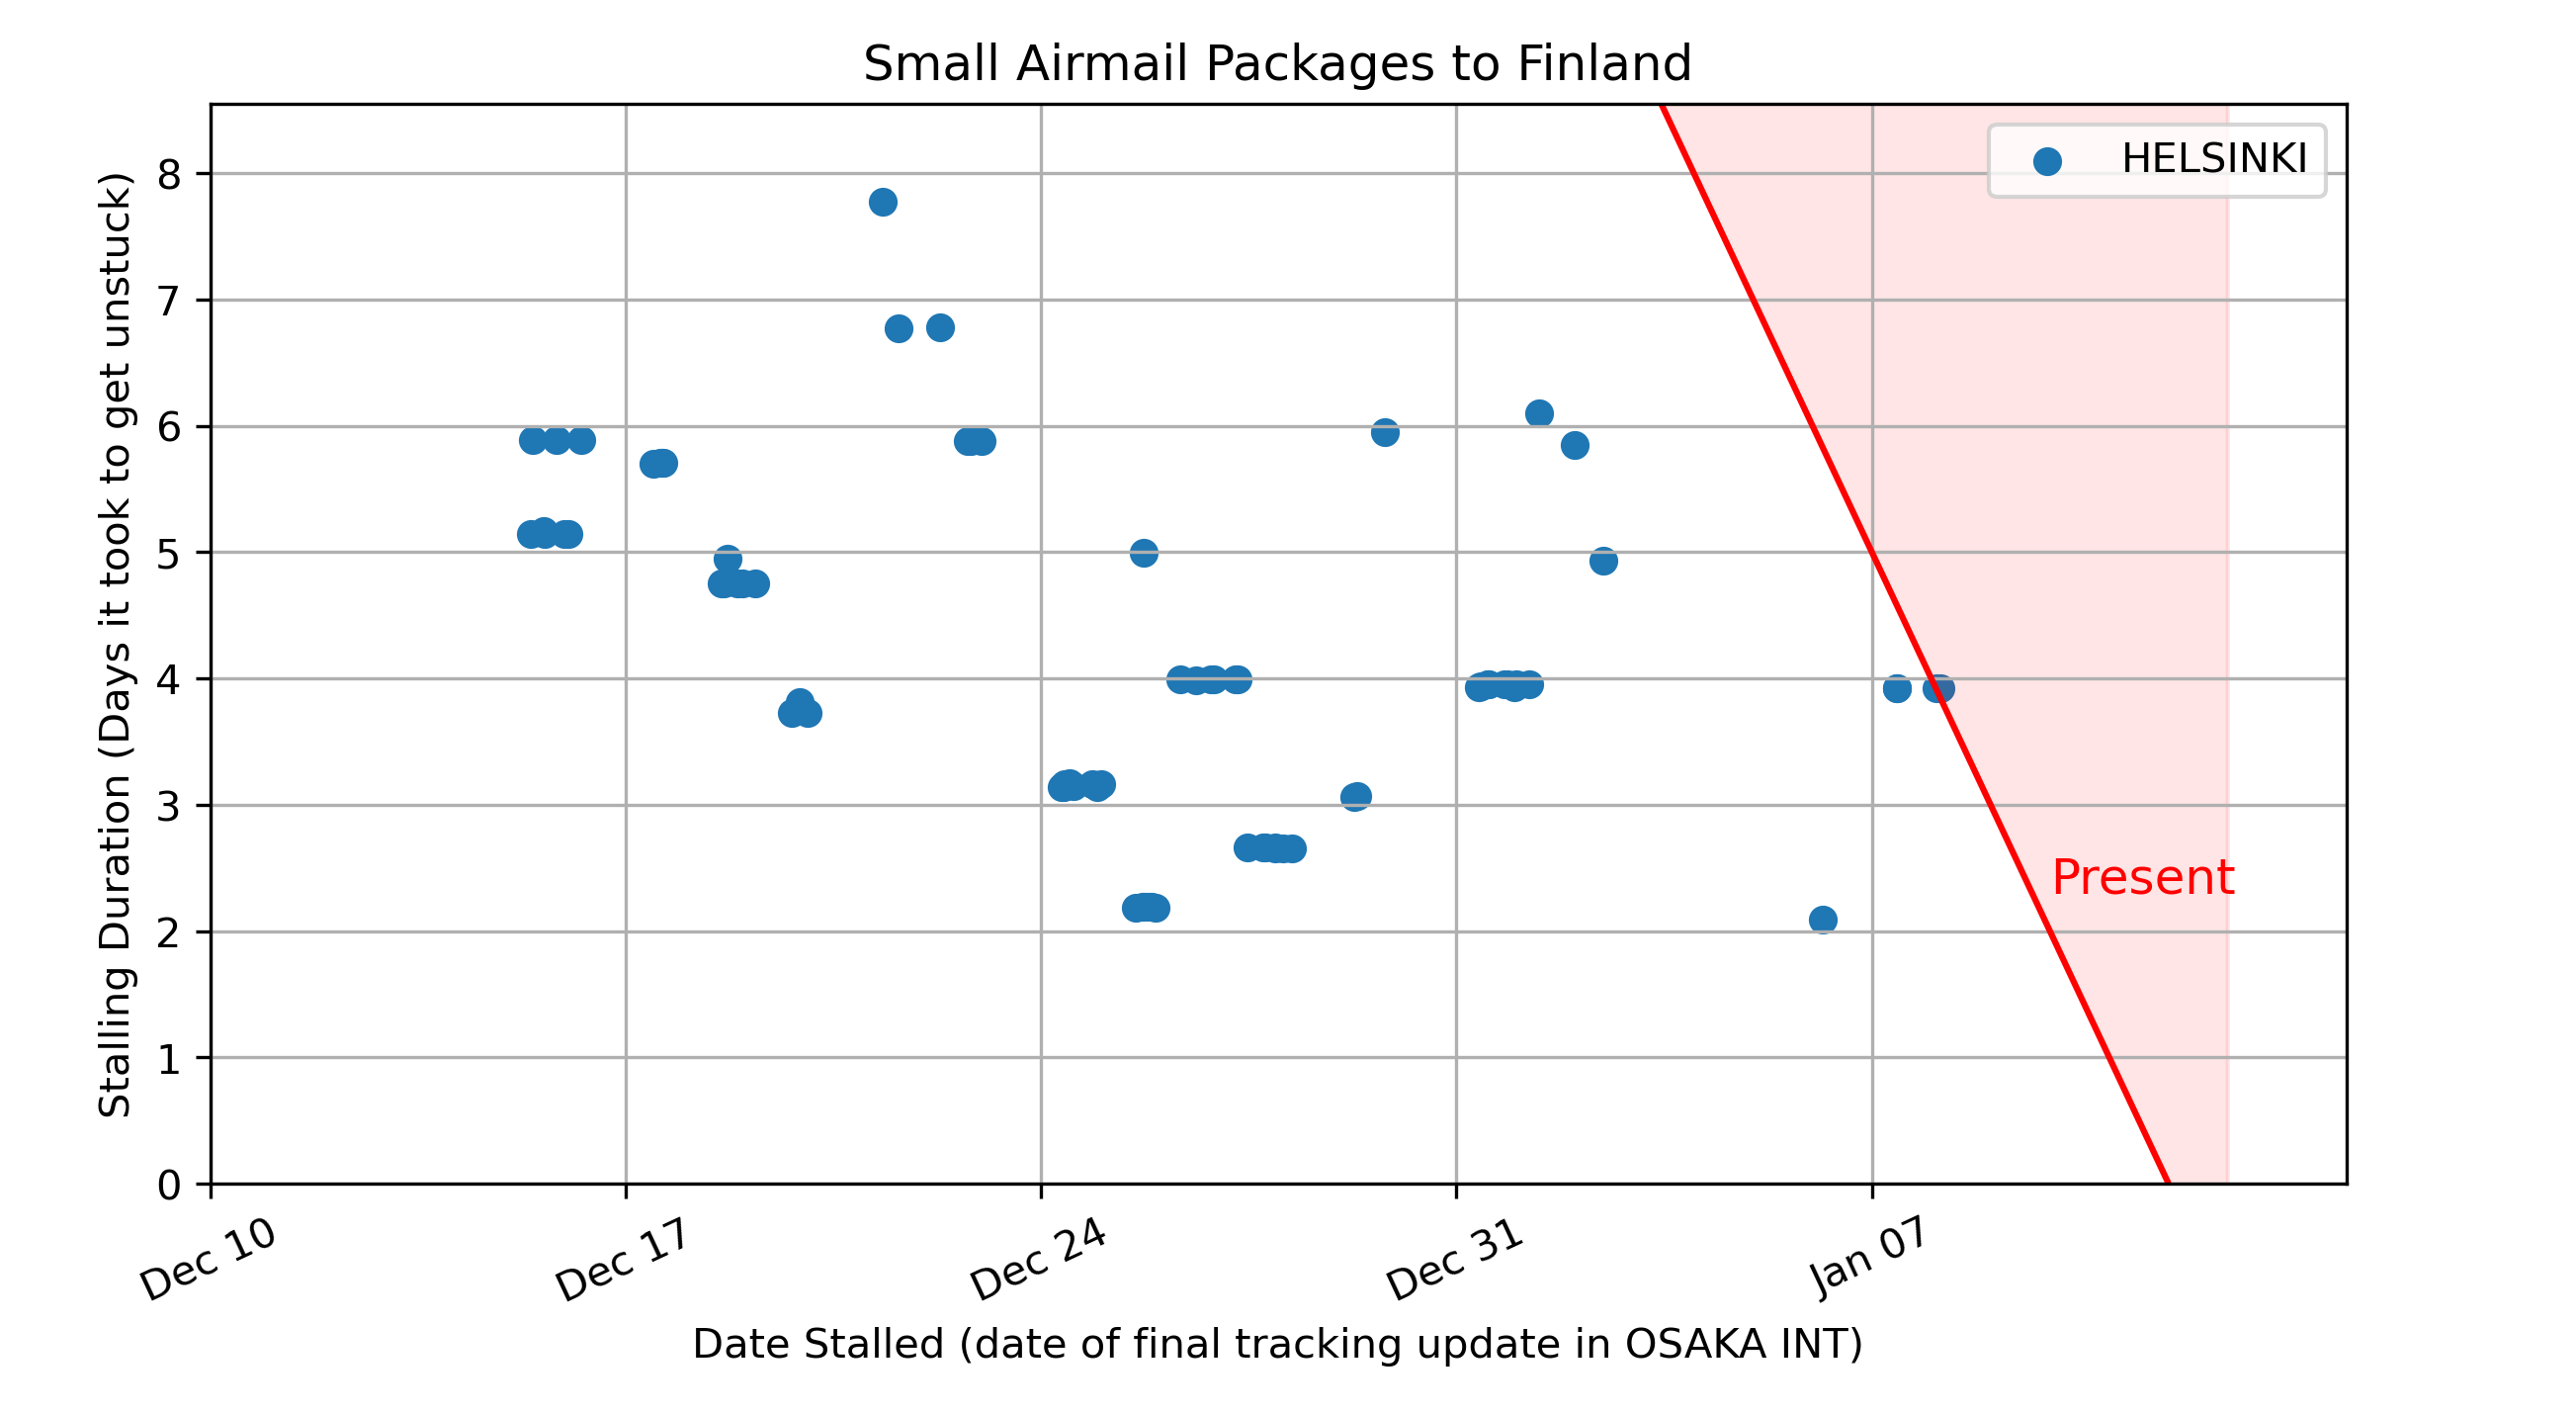 Small Airmail Packages to Finland
HELSINKI
Stalling Duration (Days it took to get unstuck)
8
7
6
5
4
3
2
1
0
Present
Dec 10
Dec 17
Dec 24
Dec 31
Jan 07
Date Stalled (date of final tracking update in OSAKA INT)